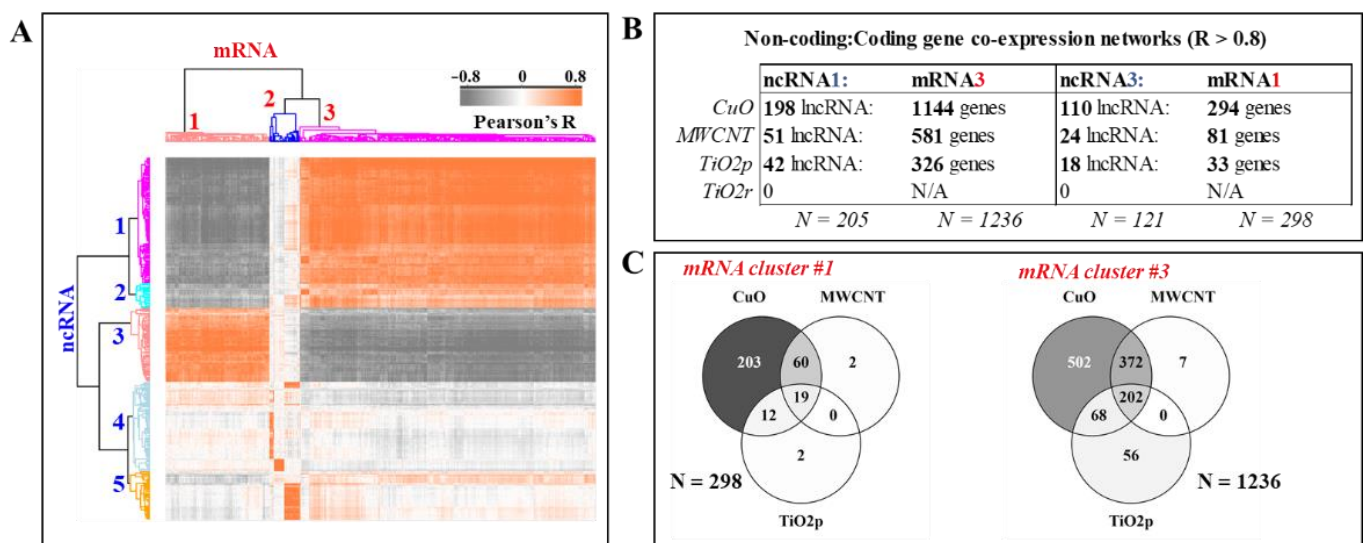 A
mRNA
1
2
3
−0.8 0 0.8
Pearson's R
ncRNA
1
2
3
4
5
B
Non-coding:Coding gene co-expression networks (R > 0.8)
ncRNA1: mRNA3 ncRNA3: mRNA1
CuO 198 lncRNA: 1144 genes 110 lncRNA: 294 genes
MWCNT 51 lncRNA: 581 genes 24 lncRNA: 81 genes
TiO2p 42 lncRNA: 326 genes 18 lncRNA: 33 genes
TiO2r 0 N/A 0 N/A
N = 205 N = 1236 N = 121 N = 298
C
mRNA cluster #1
CuO MWCNT
203 60 2
19
12 0
2
N = 298
TiO2p
mRNA cluster #3
CuO MWCNT
502 372 7
202
68 0
56
N = 1236
TiO2p